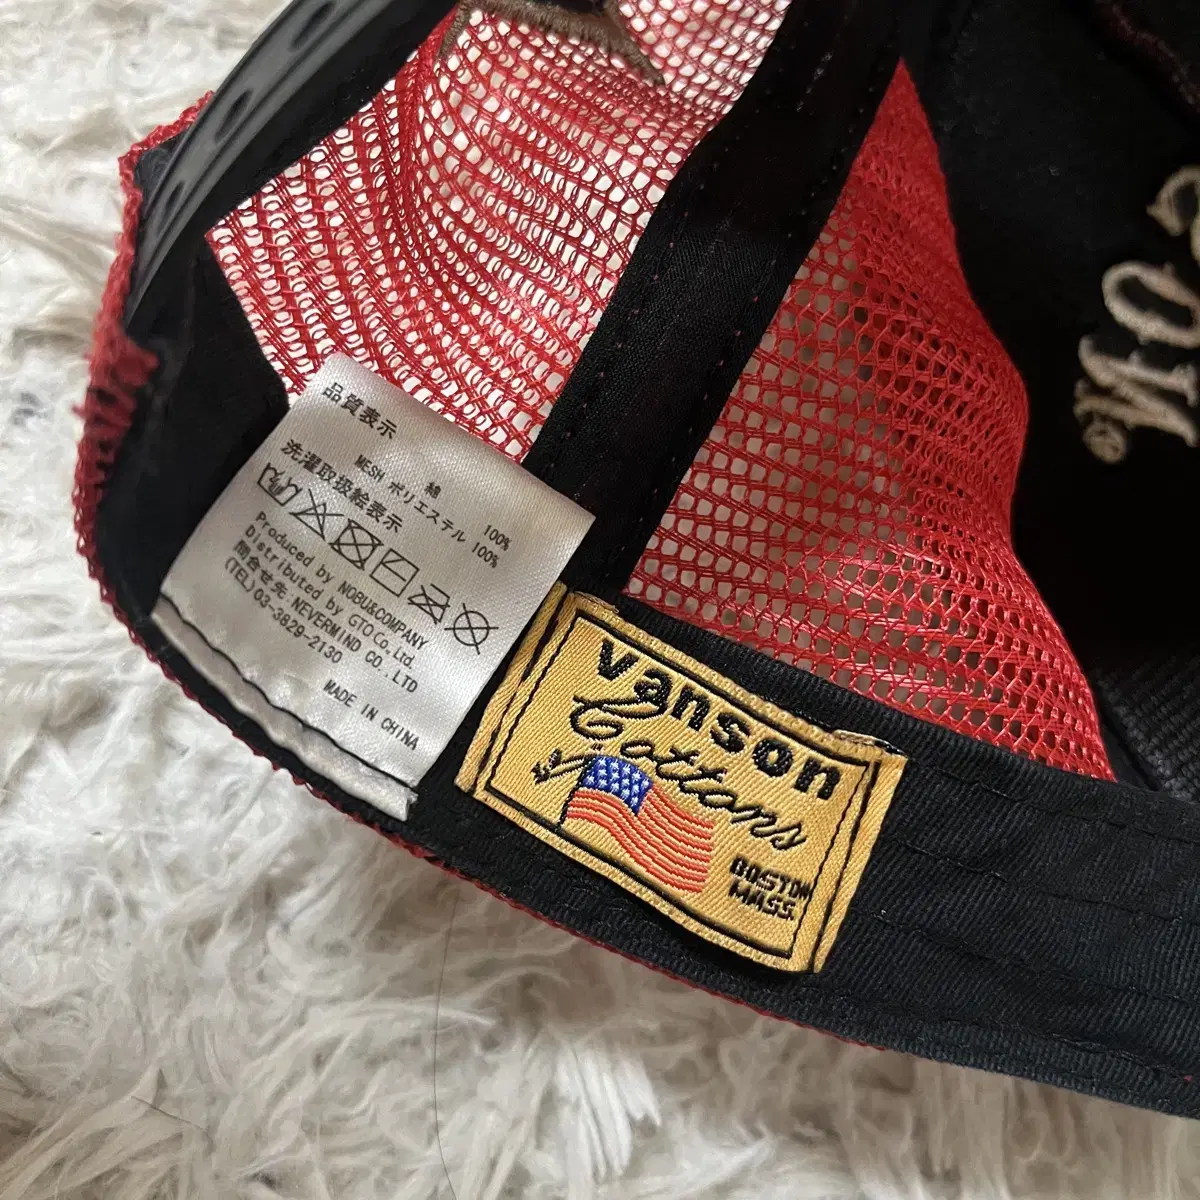 品質表示
綿 100%
MESH ポリエステル 100%
洗濯取扱絵表示
Produced by NOBU&COMPANY
Distributed by GTO Co. Ltd.
問合せ先 NEVERMIND CO., LTD
(TEL) 03-3829-2130
MADE IN CHINA
vanson
Cottons
BOSTON
MASS.